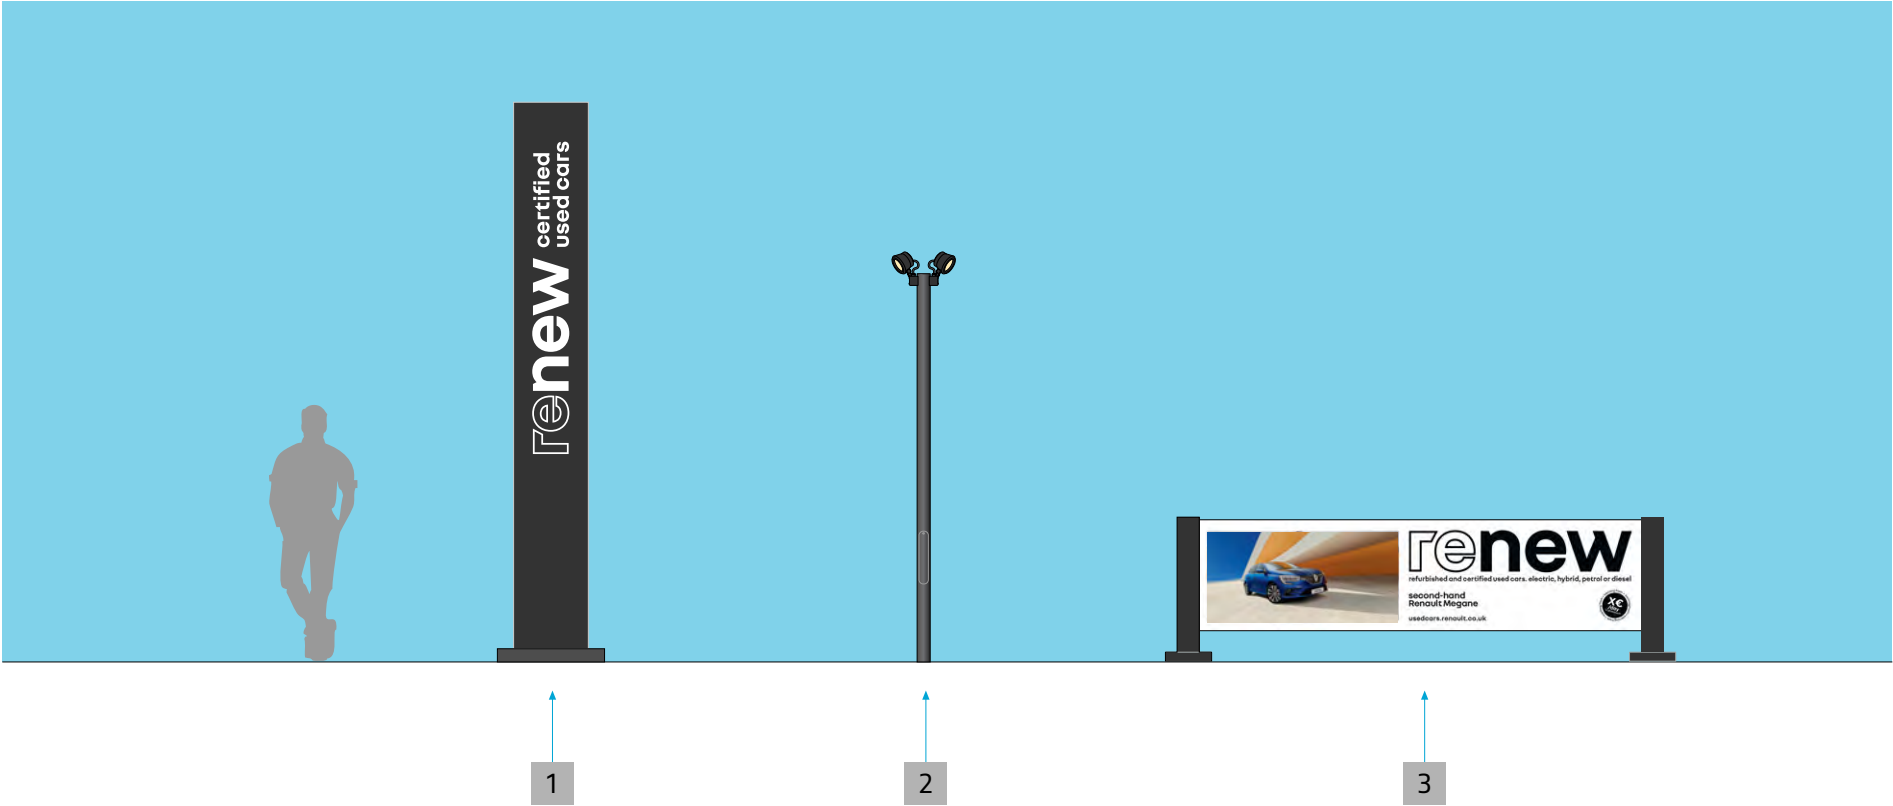 renew certified
used cars
renew
refurbished and certified used cars. electric, hybrid, petrol or diesel
second-hand
Renault Megane
usedcars.renault.co.uk
X€
1
2
3